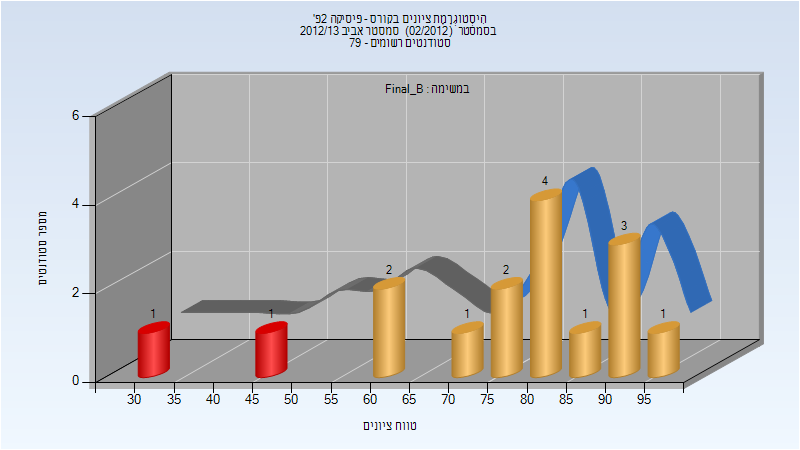 היסטוגרמת ציונים בקורס - פיסיקה 2פ'
בסמסטר (02/2012) סמסטר אביב 2012/13
סטודנטים רשומים - 79
במשימה : Final_B
מספר סטודנטים
6
4
2
0
1
1
2
1
2
4
1
3
1
30 35 40 45 50 55 60 65 70 75 80 85 90 95
טווח ציונים